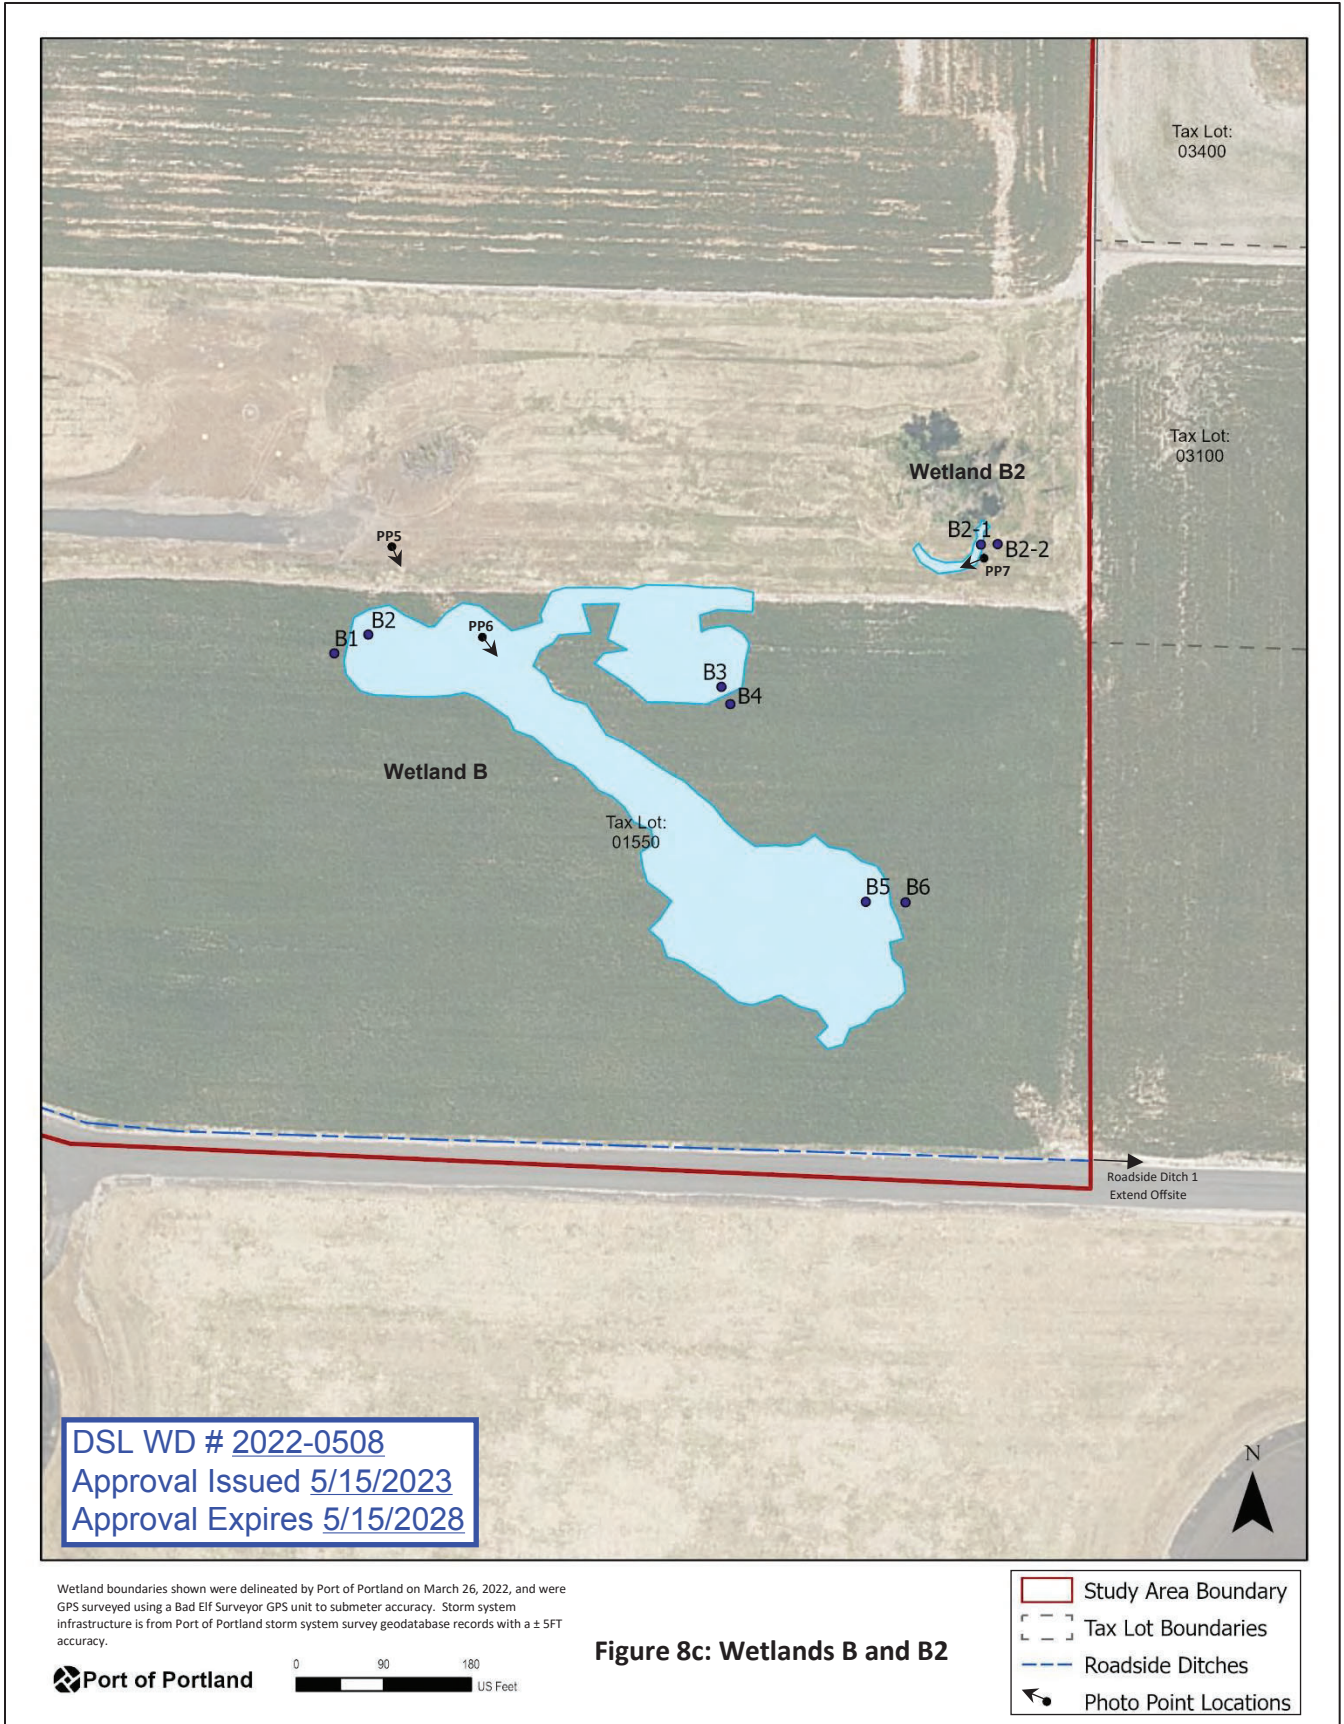 Tax Lot:
03400
Tax Lot:
03100
Wetland B2
B2-1
B2-2
PP7
PP5
B2
B1
PP6
B3
B4
Wetland B
Tax Lot:
01550
B5
B6
Roadside Ditch 1
Extend Offsite
DSL WD # 2022-0508
Approval Issued 5/15/2023
Approval Expires 5/15/2028
N
Wetland boundaries shown were delineated by Port of Portland on March 26, 2022, and were
GPS surveyed using a Bad Elf Surveyor GPS unit to submeter accuracy. Storm system
infrastructure is from Port of Portland storm system survey geodatabase records with a ± 5FT
accuracy.
Port of Portland
0 90 180
US Feet
Figure 8c: Wetlands B and B2
Study Area Boundary
Tax Lot Boundaries
Roadside Ditches
Photo Point Locations